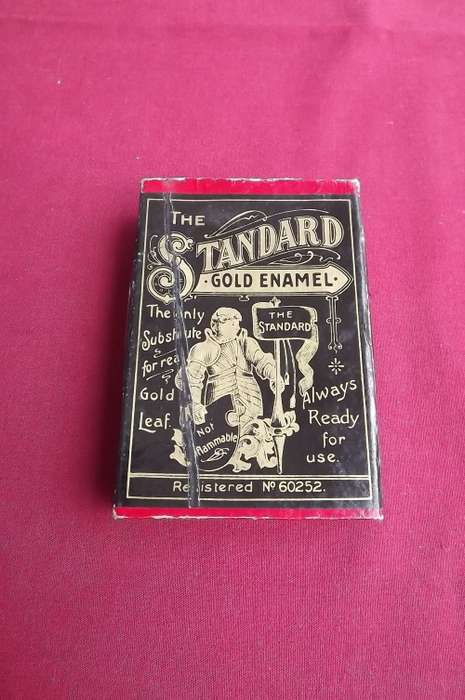 THE
STANDARD
· GOLD ENAMEL ·
The only
Substitute
for real
Gold
Leaf.
THE
STANDARD
Not
flammable
Always
Ready
for
use.
Registered No 60252.